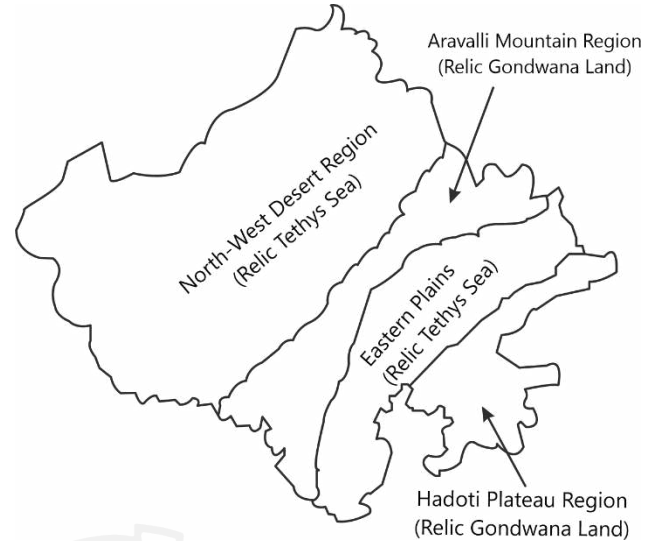 Aravalli Mountain Region
(Relic Gondwana Land)
North-West Desert Region
(Relic Tethys Sea)
Eastern Plains
(Relic Tethys Sea)
Hadoti Plateau Region
(Relic Gondwana Land)